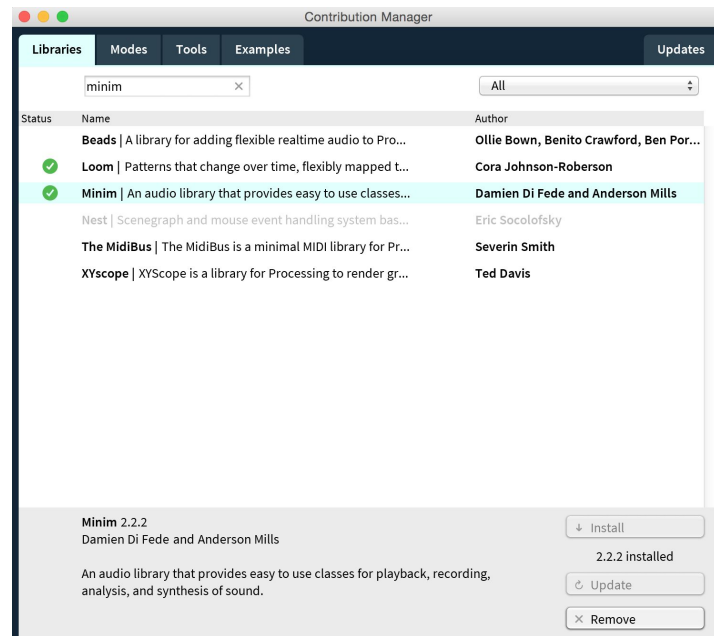 Contribution Manager
Libraries Modes Tools Examples Updates
minim All
Status Name Author
Beads | A library for adding flexible realtime audio to Pro... Ollie Bown, Benito Crawford, Ben Por...
Loom | Patterns that change over time, flexibly mapped t... Cora Johnson-Roberson
Minim | An audio library that provides easy to use classes... Damien Di Fede and Anderson Mills
Nest | Scenegraph and mouse event handling system bas... Eric Socolofsky
The MidiBus | The MidiBus is a minimal MIDI library for Pr... Severin Smith
XYscope | XYScope is a library for Processing to render gr... Ted Davis
Minim 2.2.2
Damien Di Fede and Anderson Mills
An audio library that provides easy to use classes for playback, recording,
analysis, and synthesis of sound.
Install
2.2.2 installed
Update
Remove